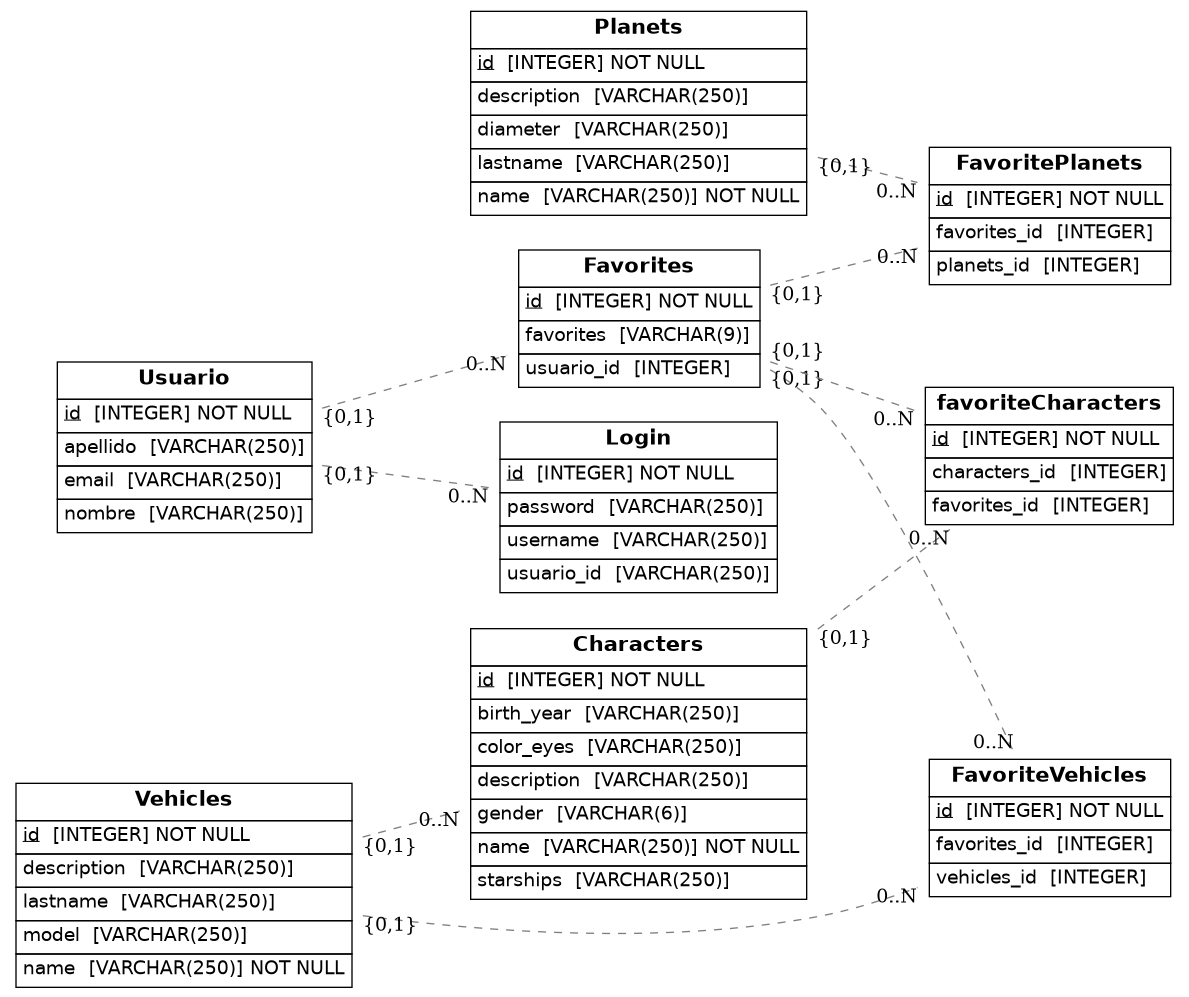 Planets
id [INTEGER] NOT NULL
description [VARCHAR(250)]
diameter [VARCHAR(250)]
lastname [VARCHAR(250)]
name [VARCHAR(250)] NOT NULL
{0,1}
0..N
FavoritePlanets
id [INTEGER] NOT NULL
favorites_id [INTEGER]
planets_id [INTEGER]
Favorites
id [INTEGER] NOT NULL
favorites [VARCHAR(9)]
usuario_id [INTEGER]
{0,1}
0..N
{0,1}
{0,1}
0..N
Usuario
id [INTEGER] NOT NULL
apellido [VARCHAR(250)]
email [VARCHAR(250)]
nombre [VARCHAR(250)]
{0,1}
0..N
{0,1}
0..N
Login
id [INTEGER] NOT NULL
password [VARCHAR(250)]
username [VARCHAR(250)]
usuario_id [VARCHAR(250)]
favoriteCharacters
id [INTEGER] NOT NULL
characters_id [INTEGER]
favorites_id [INTEGER]
0..N
{0,1}
Characters
id [INTEGER] NOT NULL
birth_year [VARCHAR(250)]
color_eyes [VARCHAR(250)]
description [VARCHAR(250)]
gender [VARCHAR(6)]
name [VARCHAR(250)] NOT NULL
starships [VARCHAR(250)]
0..N
FavoriteVehicles
id [INTEGER] NOT NULL
favorites_id [INTEGER]
vehicles_id [INTEGER]
Vehicles
id [INTEGER] NOT NULL
description [VARCHAR(250)]
lastname [VARCHAR(250)]
model [VARCHAR(250)]
name [VARCHAR(250)] NOT NULL
{0,1}
0..N
{0,1}
0..N